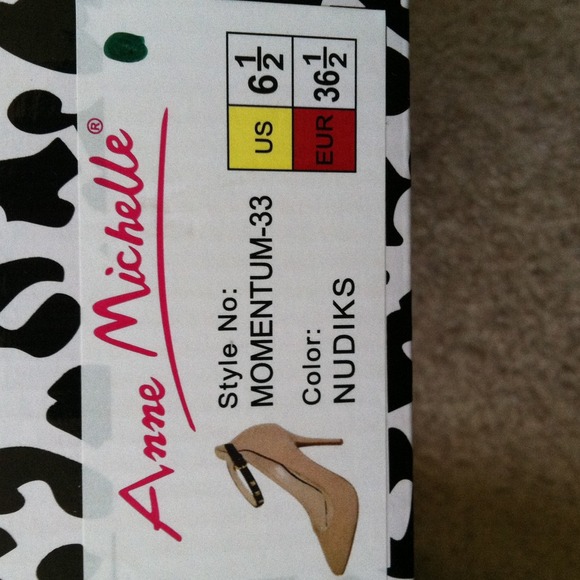 Anne Michelle®
Style No:
MOMENTUM-33
Color:
NUDIKS
US 6 1/2
EUR 36 1/2